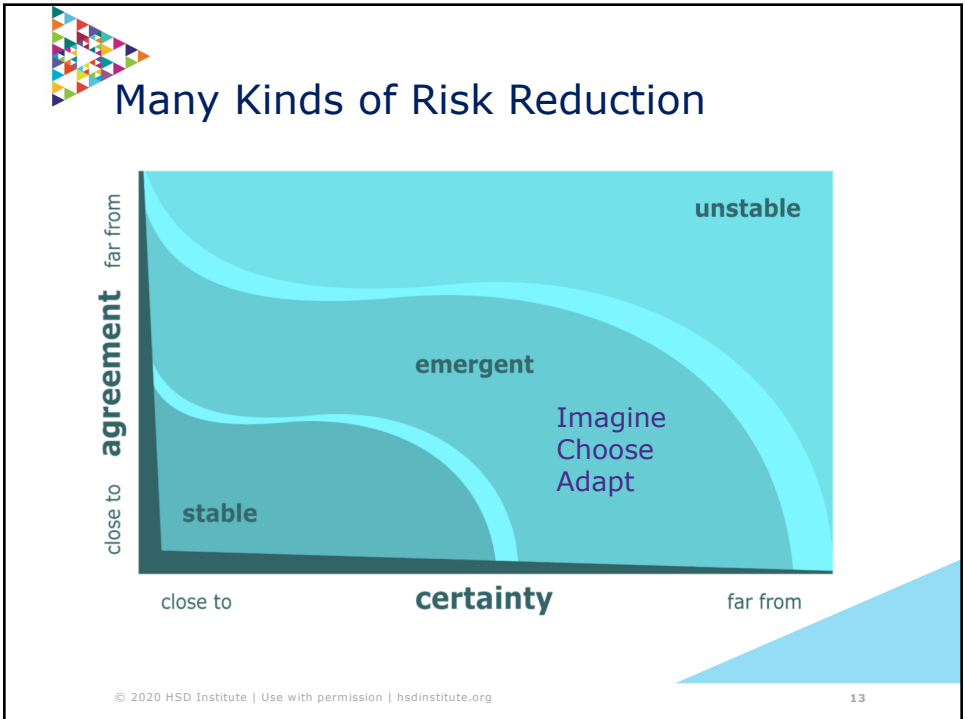 Many Kinds of Risk Reduction
far from
unstable
agreement
emergent
Imagine
Choose
Adapt
close to
stable
close to
certainty
far from
© 2020 HSD Institute | Use with permission | hsdinstitute.org
13